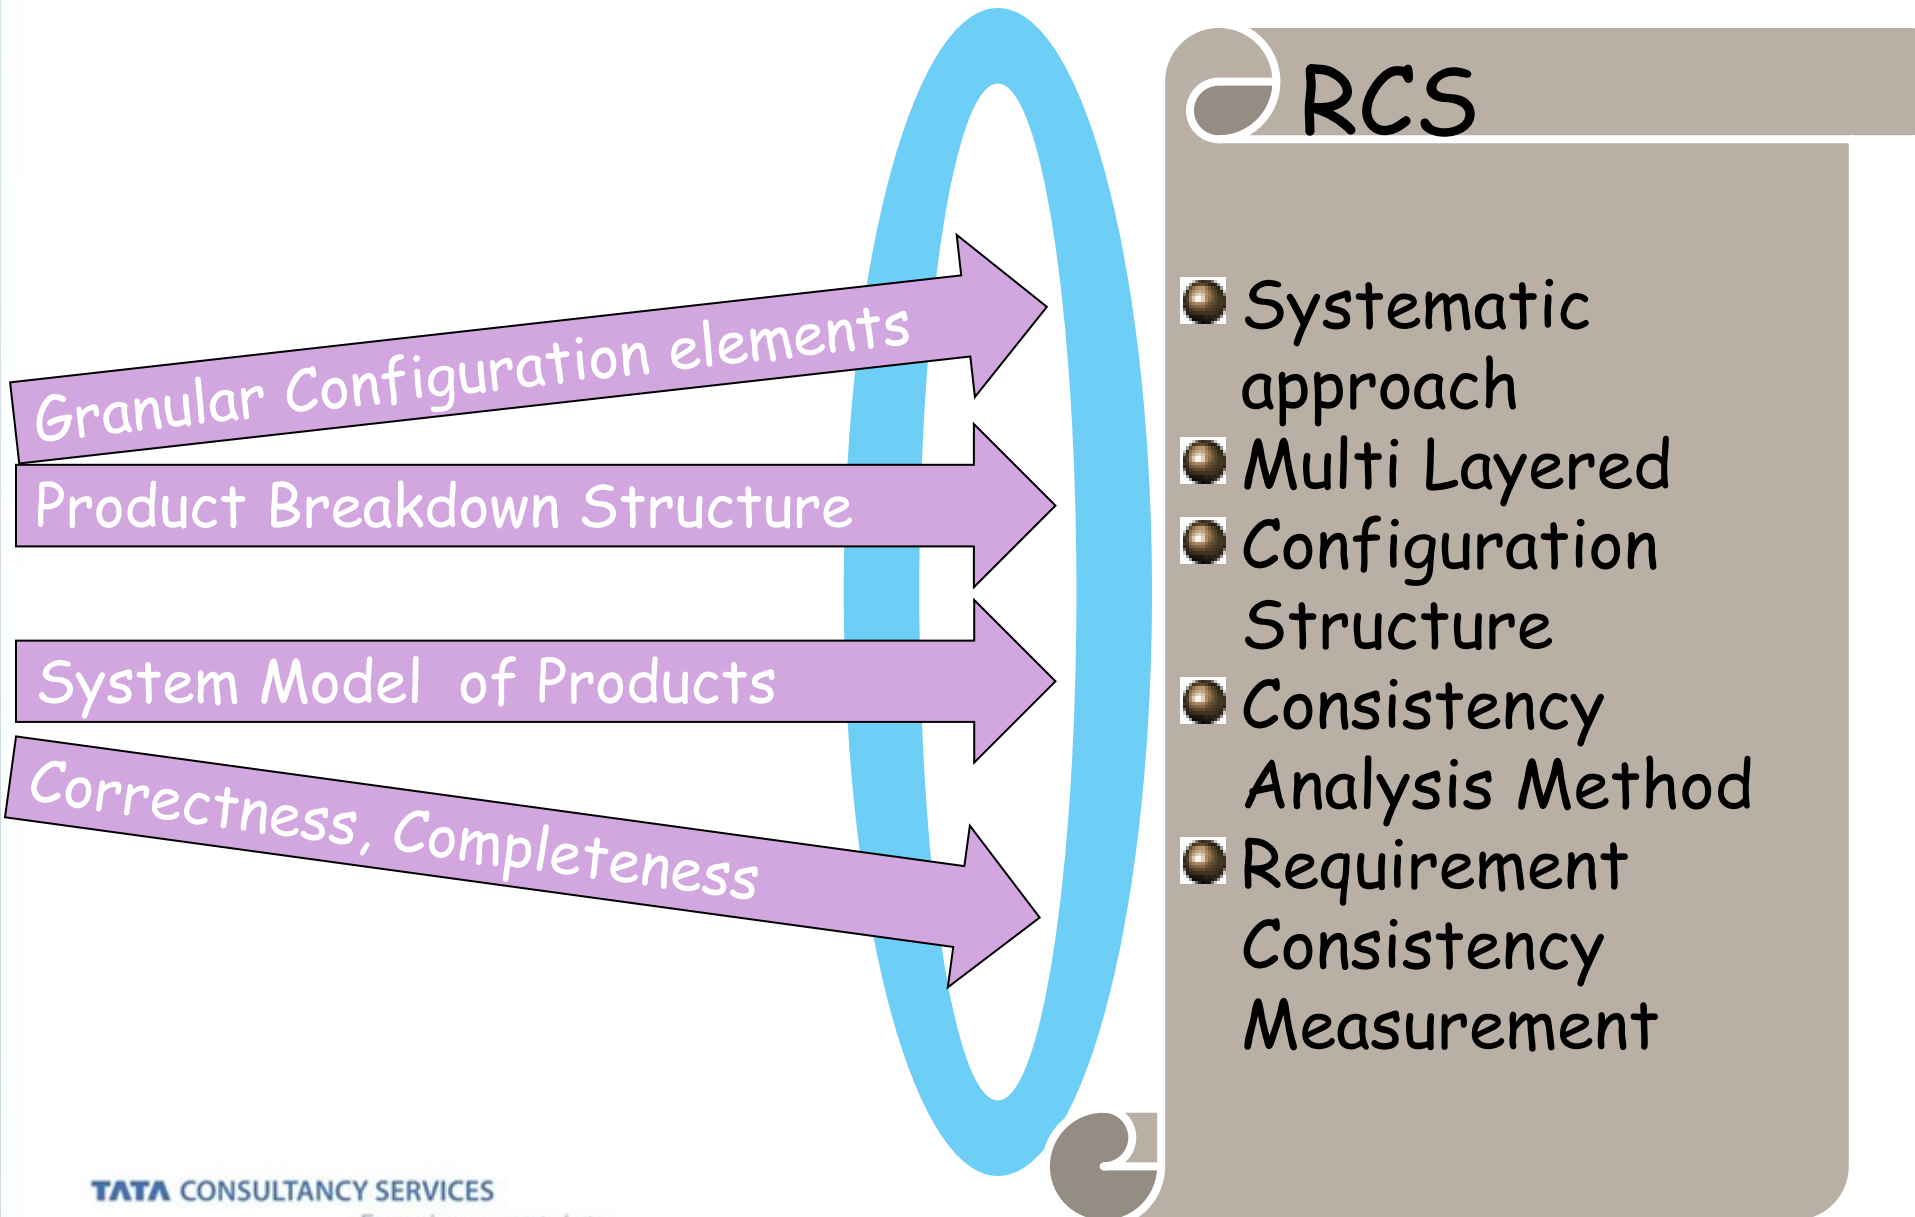 Granular Configuration elements
Product Breakdown Structure
System Model of Products
Correctness, Completeness
RCS
Systematic
approach
Multi Layered
Configuration
Structure
Consistency
Analysis Method
Requirement
Consistency
Measurement
TATA CONSULTANCY SERVICES